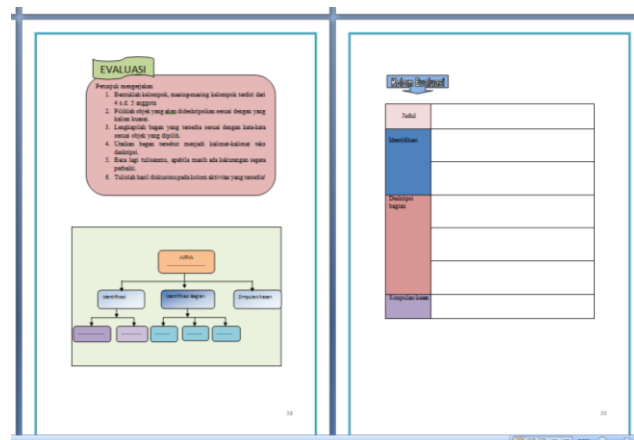 EVALUASI
Petunjuk mengerjakan
1. Bentuklah kelompok, masing-masing kelompok terdiri dari
4 s.d. 5 anggota
2. Pilihlah objek yang akan dideskripsikan sesuai dengan yang
kalian kuasai.
3. Lengkapilah bagan yang tersedia sesuai dengan kata-kata
sesuai objek yang dipilih.
4. Uraikan bagan tersebut menjadi kalimat-kalimat teks
deskripsi.
5. Baca lagi tulisanmu, apabila masih ada kekurangan segera
perbaiki.
6. Tulislah hasil diskusimu pada kolom aktivitas yang tersedia!
Identifikasi
Identifikasi Bagian
Simpulan/kesan
38
Kolom Evaluasi
Judul
Identifikasi
Deskripsi
bagian
Simpulan/kesan